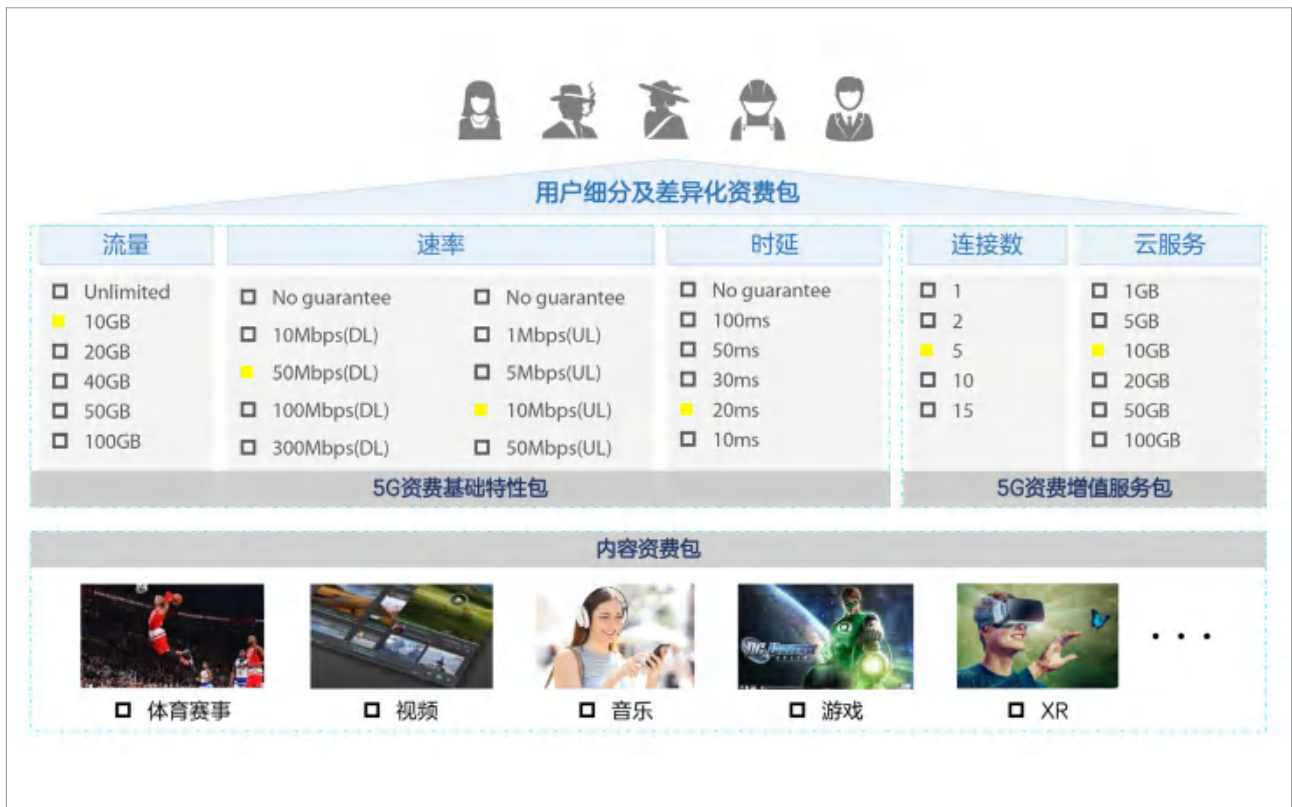 用户细分及差异化资费包
流量
速率
时延
连接数
云服务
Unlimited
10GB
20GB
40GB
50GB
100GB
No guarantee
10Mbps(DL)
50Mbps(DL)
100Mbps(DL)
300Mbps(DL)
No guarantee
1Mbps(UL)
5Mbps(UL)
10Mbps(UL)
50Mbps(UL)
No guarantee
100ms
50ms
30ms
20ms
10ms
1
2
5
10
15
1GB
5GB
10GB
20GB
50GB
100GB
5G资费基础特性包
5G资费增值服务包
内容资费包
体育赛事
视频
音乐
游戏
XR
• • •